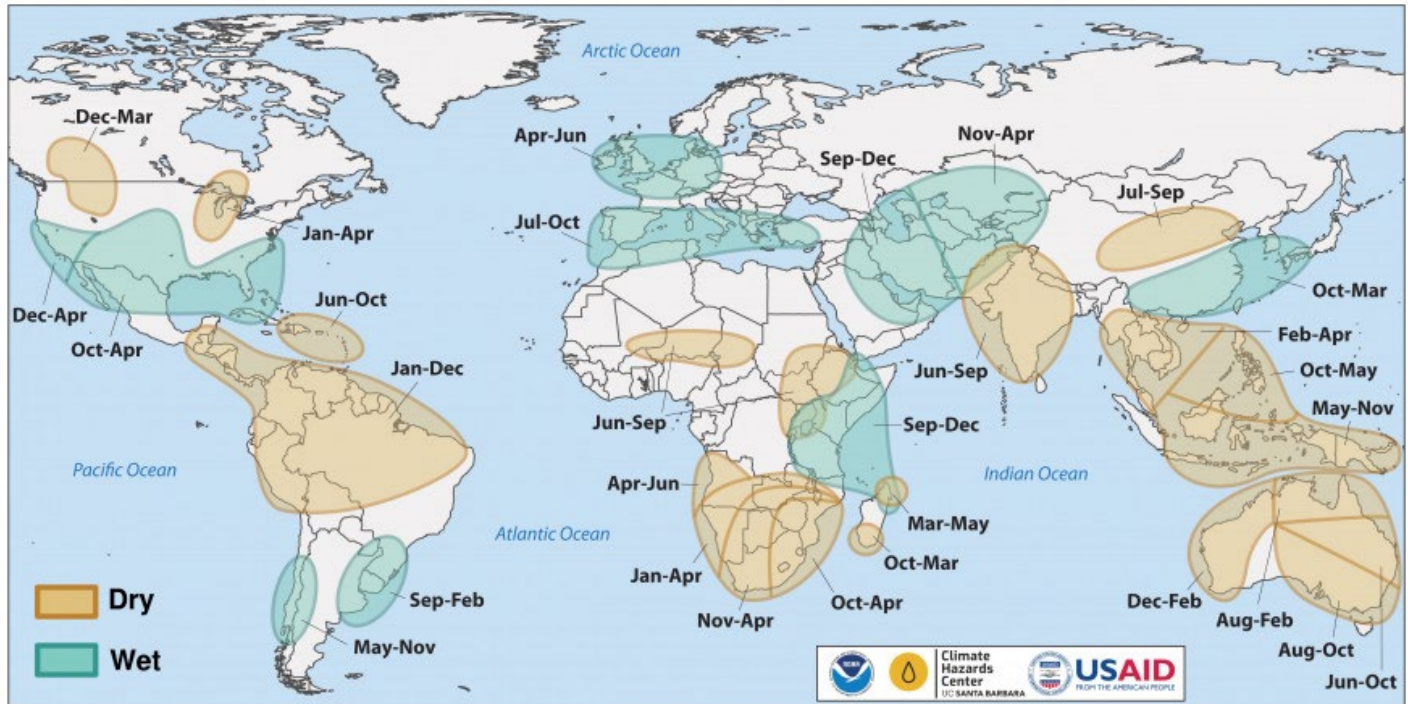 Arctic Ocean
Dec-Mar
Apr-Jun
Nov-Apr
Sep-Dec
Jul-Sep
Jul-Oct
Jan-Apr
Oct-Mar
Jun-Oct
Dec-Apr
Feb-Apr
Oct-Apr
Jan-Dec
Jun-Sep
Oct-May
May-Nov
Jun-Sep
Sep-Dec
Pacific Ocean
Indian Ocean
Apr-Jun
Mar-May
Atlantic Ocean
Oct-Mar
Jan-Apr
Dry
Sep-Feb
Oct-Apr
Dec-Feb
Nov-Apr
Aug-Feb
May-Nov
Wet
Aug-Oct
Jun-Oct
NOAA
Climate
Hazards
Center
UC SANTA BARBARA
USAID
FROM THE AMERICAN PEOPLE